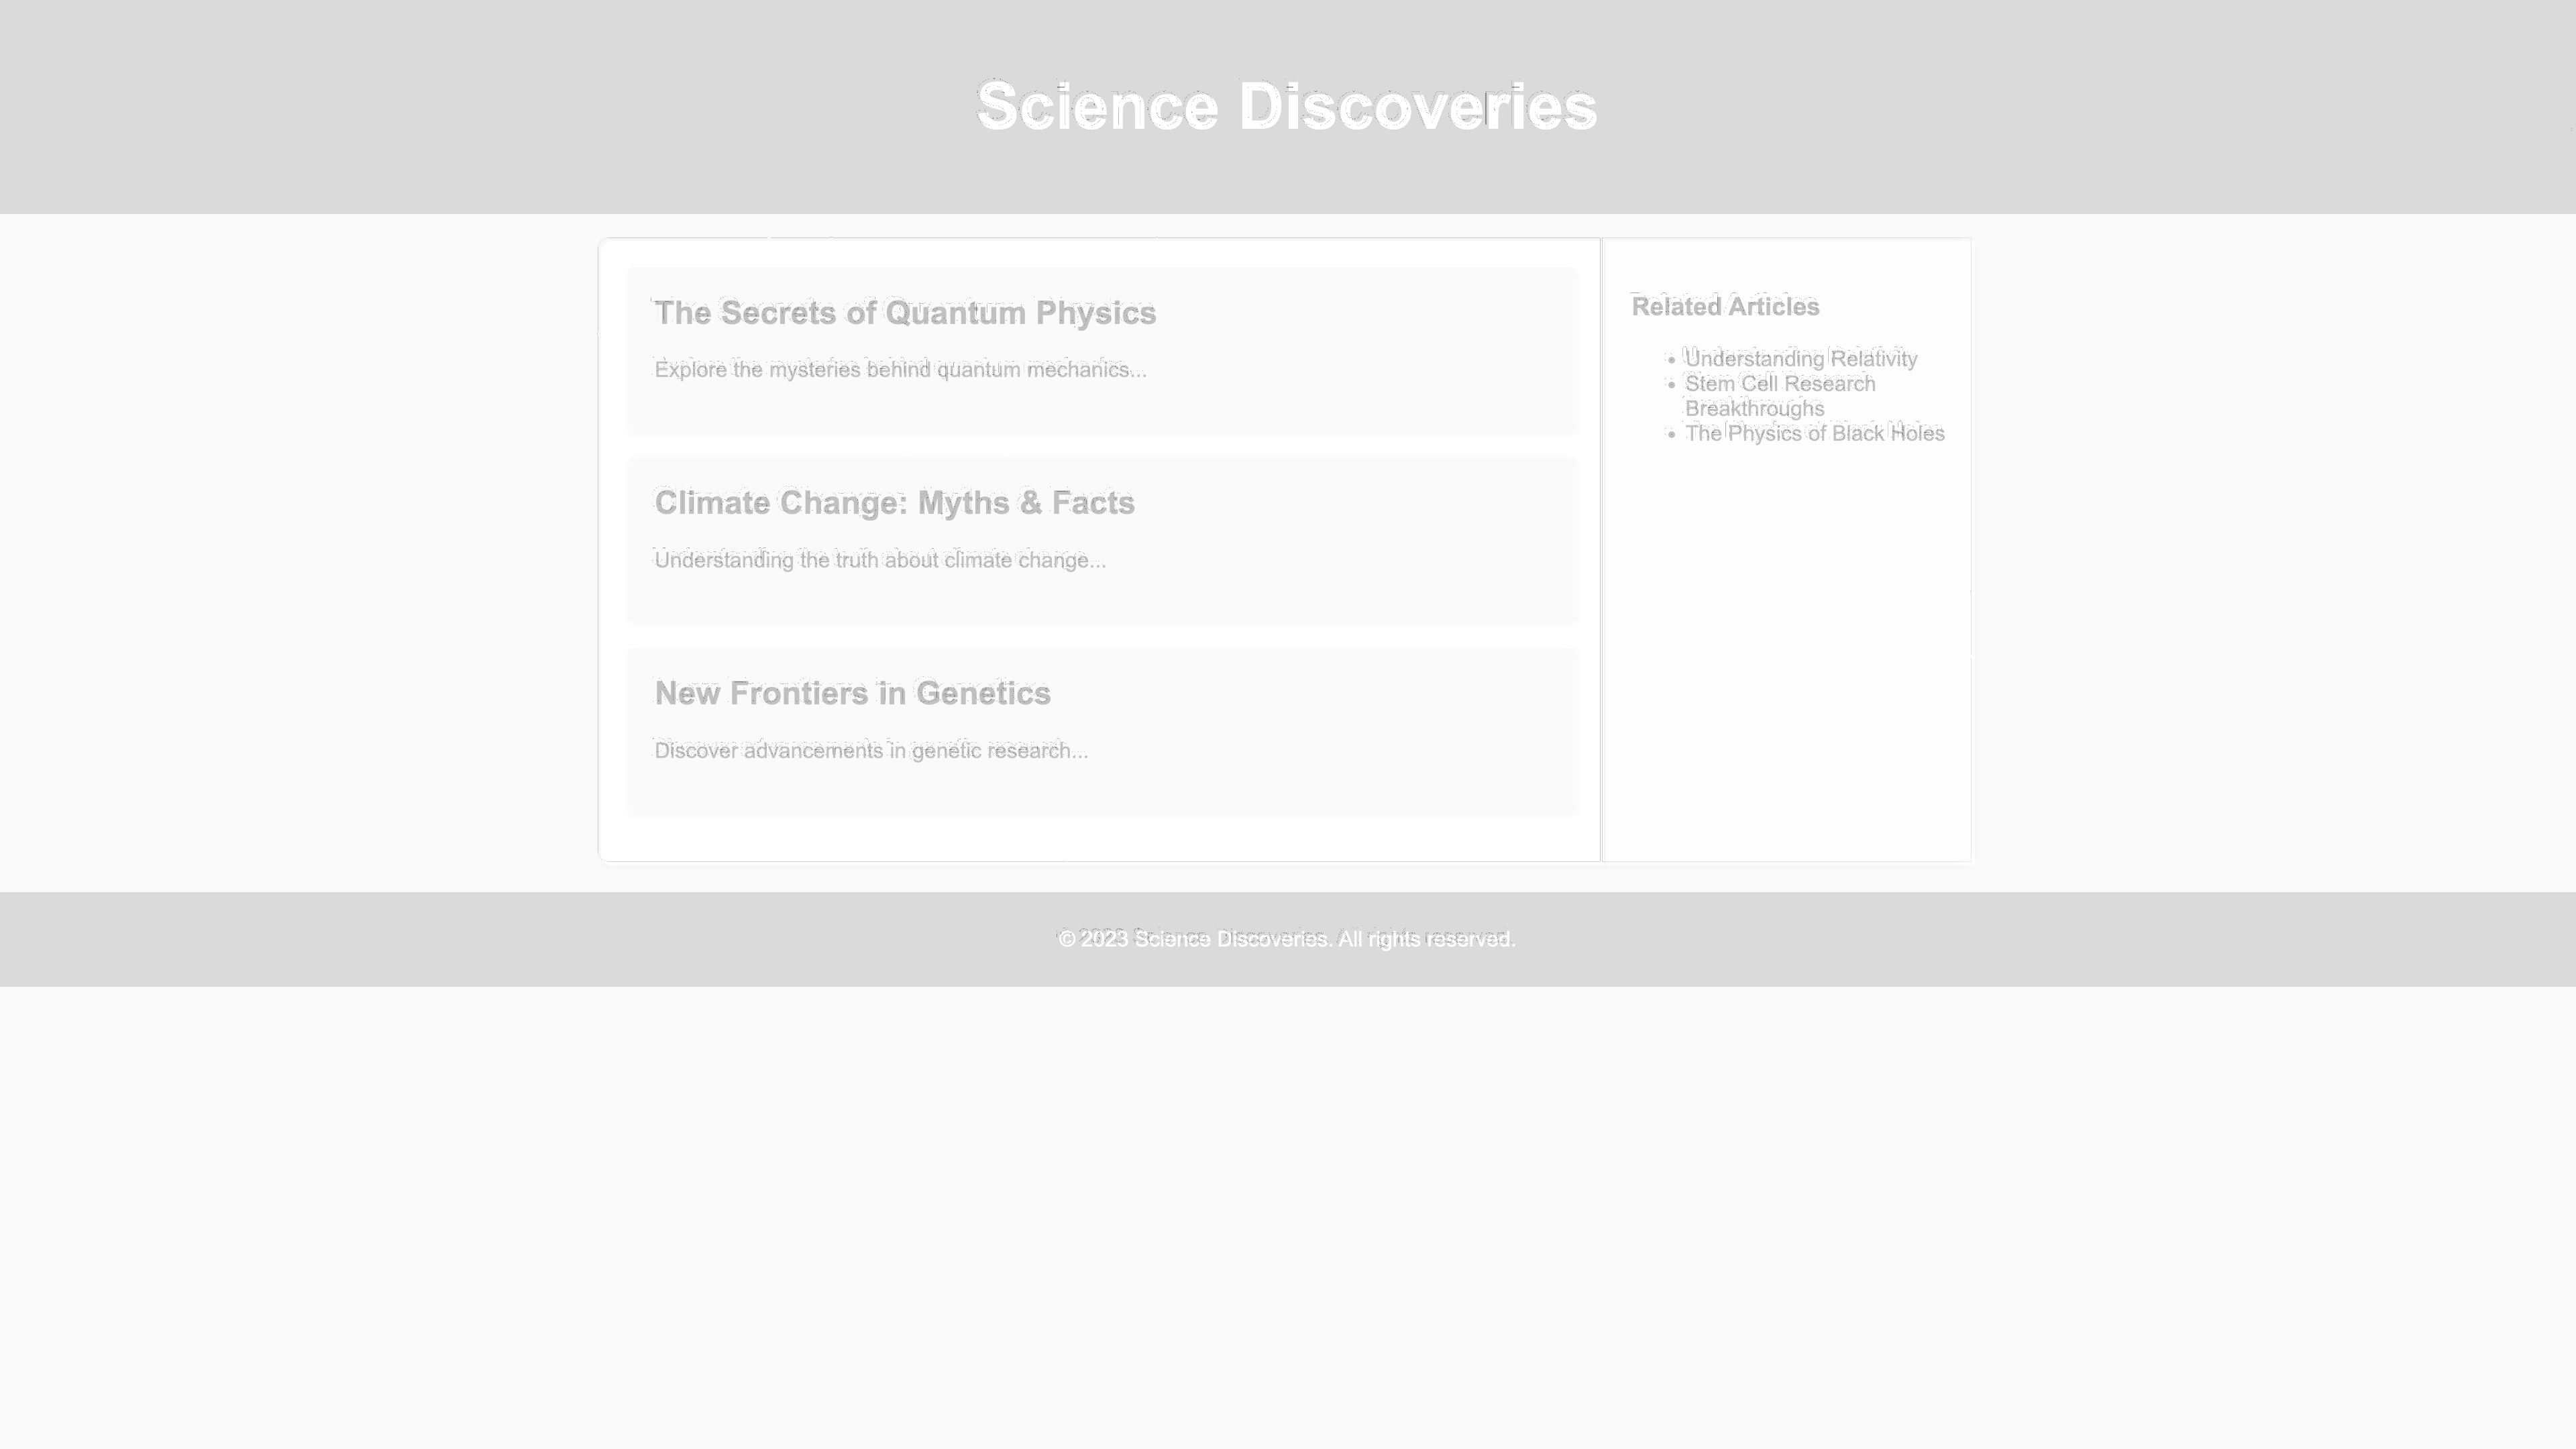 Science Discoveries
The Secrets of Quantum Physics
Explore the mysteries behind quantum mechanics...
Climate Change: Myths & Facts
Understanding the truth about climate change...
New Frontiers in Genetics
Discover advancements in genetic research...
Related Articles
Understanding Relativity
Stem Cell Research
Breakthroughs
The Physics of Black Holes
© 2023 Science Discoveries. All rights reserved.